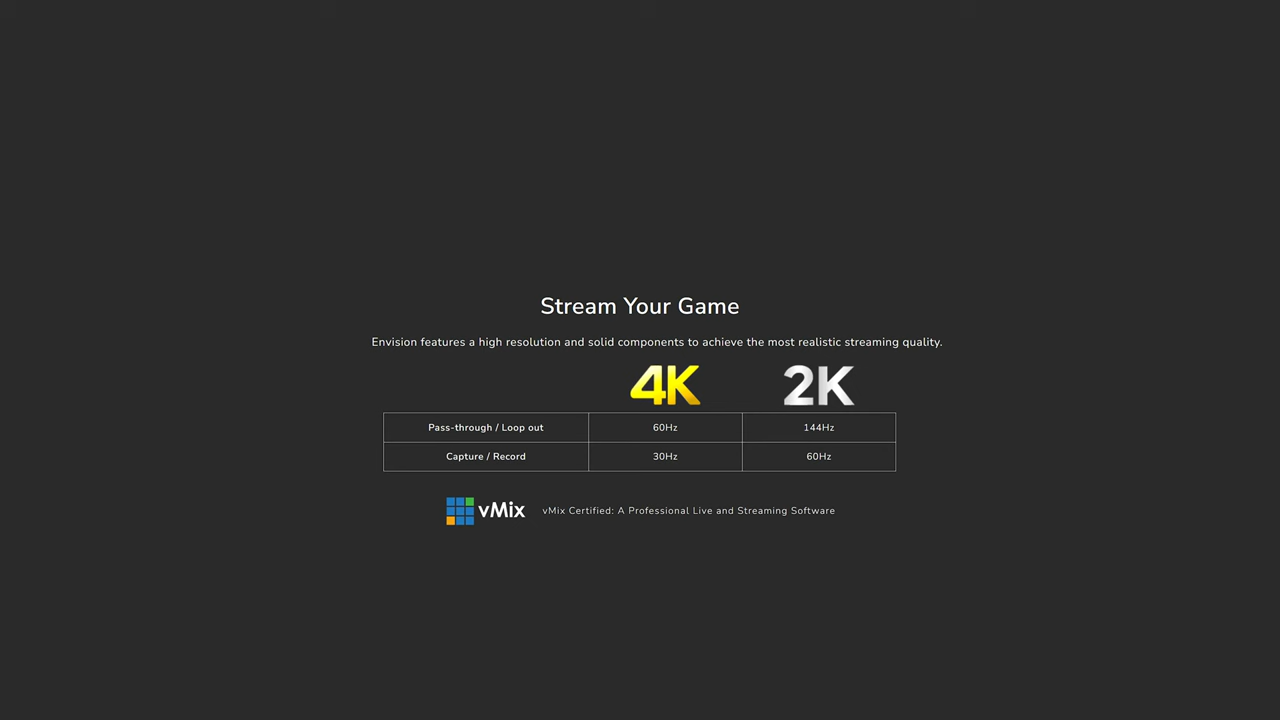 Stream Your Game
Envision features a high resolution and solid components to achieve the most realistic streaming quality.
4K 2K
Pass-through / Loop out 60Hz 144Hz
Capture / Record 30Hz 60Hz
vMix vMix Certified: A Professional Live and Streaming Software